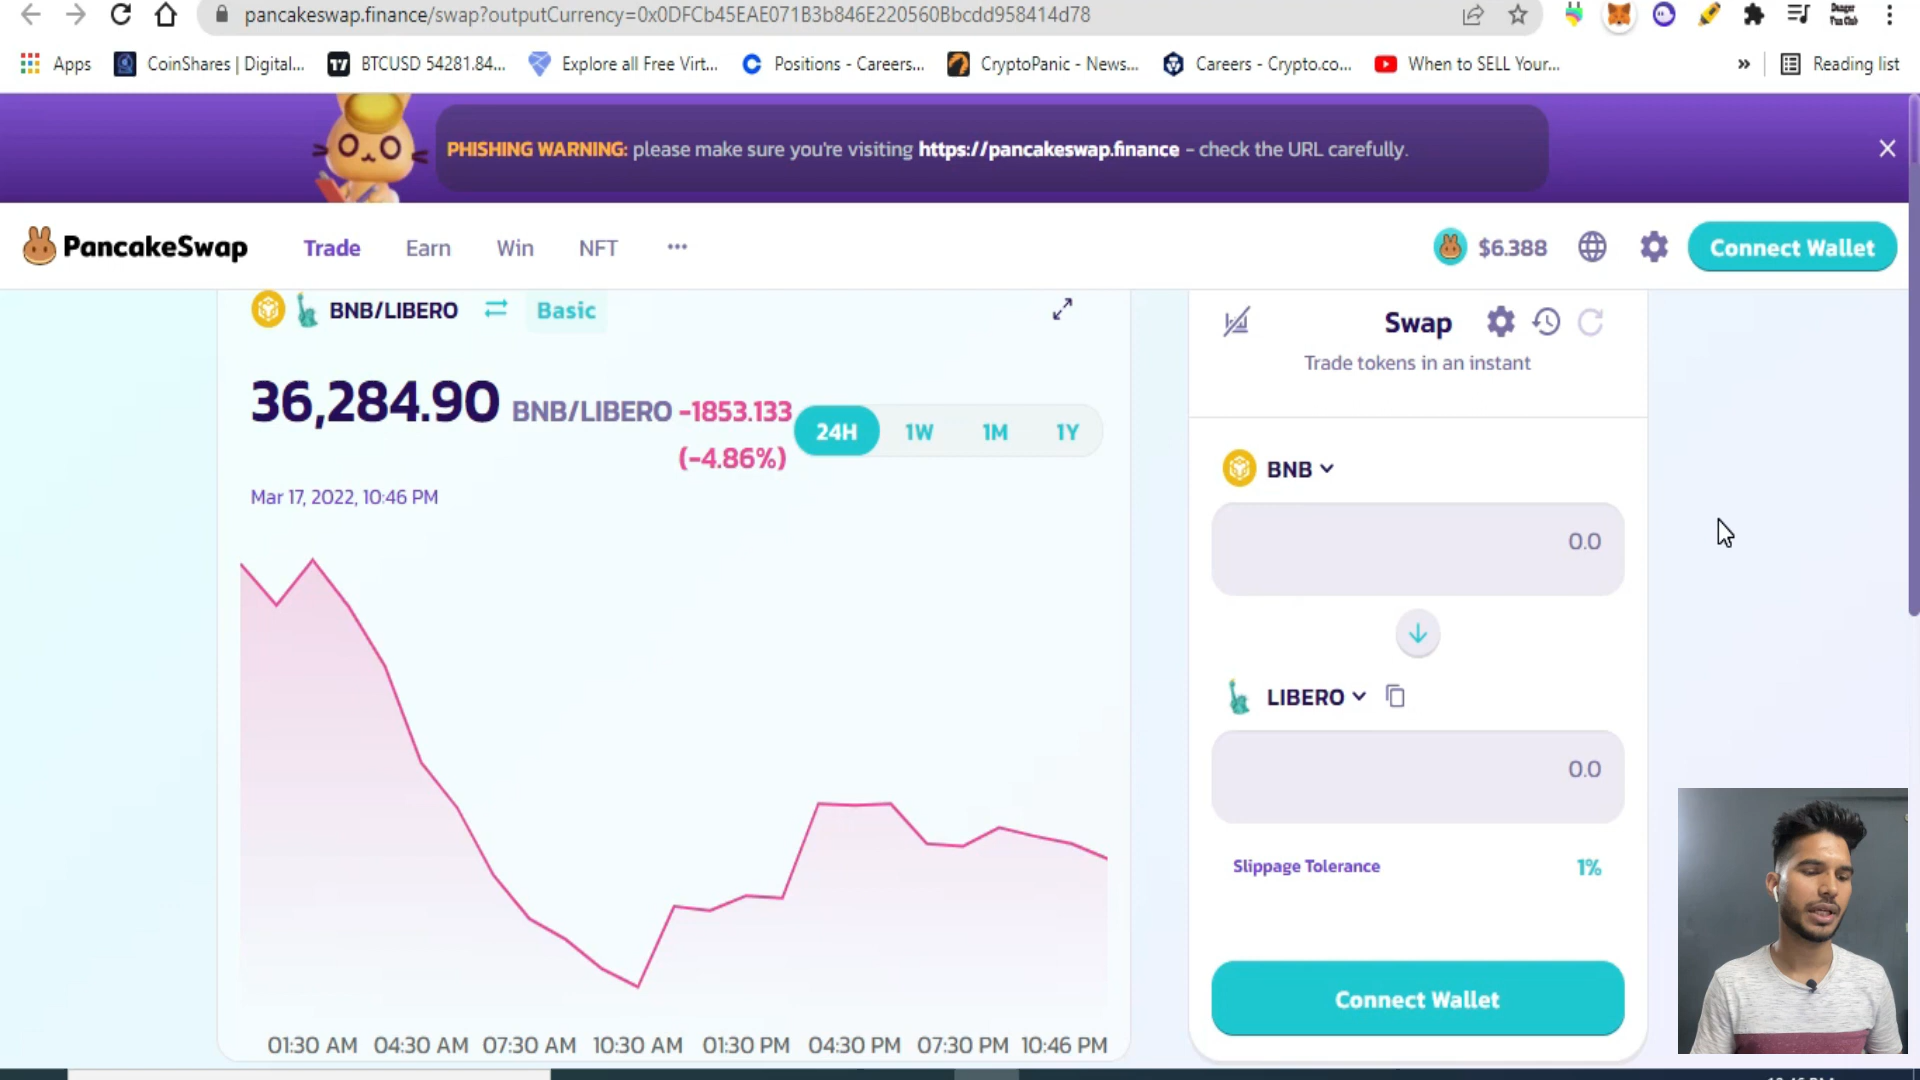 pancakeswap.finance/swap?outputCurrency=0x0DFCb45EAE071B3b846E220560Bbcdd958414d78
Apps
CoinShares | Digital...
BTCUSD 54281.84...
Explore all Free Virt...
Positions - Careers...
CryptoPanic - News...
Careers - Crypto.co...
When to SELL Your...
»
Reading list
PHISHING WARNING: please make sure you're visiting https://pancakeswap.finance - check the URL carefully.
PancakeSwap
Trade
Earn
Win
NFT
$6.388
Connect Wallet
BNB/LIBERO
Basic
36,284.90 BNB/LIBERO -1853.133
(-4.86%)
24H
1W
1M
1Y
Mar 17, 2022, 10:46 PM
01:30 AM
04:30 AM
07:30 AM
10:30 AM
01:30 PM
04:30 PM
07:30 PM
10:46 PM
Swap
Trade tokens in an instant
BNB
0.0
LIBERO
0.0
Slippage Tolerance
1%
Connect Wallet